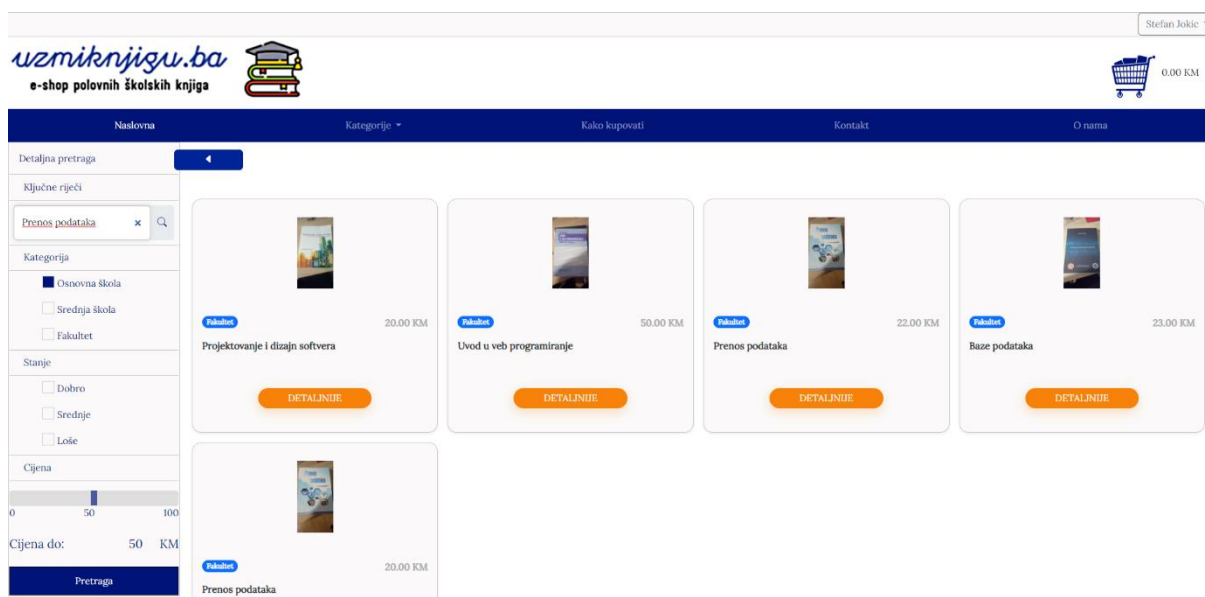 Stefan Jokic
uzmiknjigu.ba
e-shop polovnih školskih knjiga
0.00 KM
Naslovna
Kategorije
Kako kupovati
Kontakt
O nama
Detaljna pretraga
Ključne riječi
Prenos podataka
Kategorija
Osnovna škola
Srednja škola
Fakultet
Stanje
Dobro
Srednje
Loše
Cijena
0 50 100
Cijena do: 50 KM
Pretraga
Fakultet 20.00 KM
Projektovanje i dizajn softvera
DETALJNIJE
Fakultet 50.00 KM
Uvod u veb programiranje
DETALJNIJE
Fakultet 22.00 KM
Prenos podataka
DETALJNIJE
Fakultet 23.00 KM
Baze podataka
DETALJNIJE
Fakultet 20.00 KM
Prenos podataka